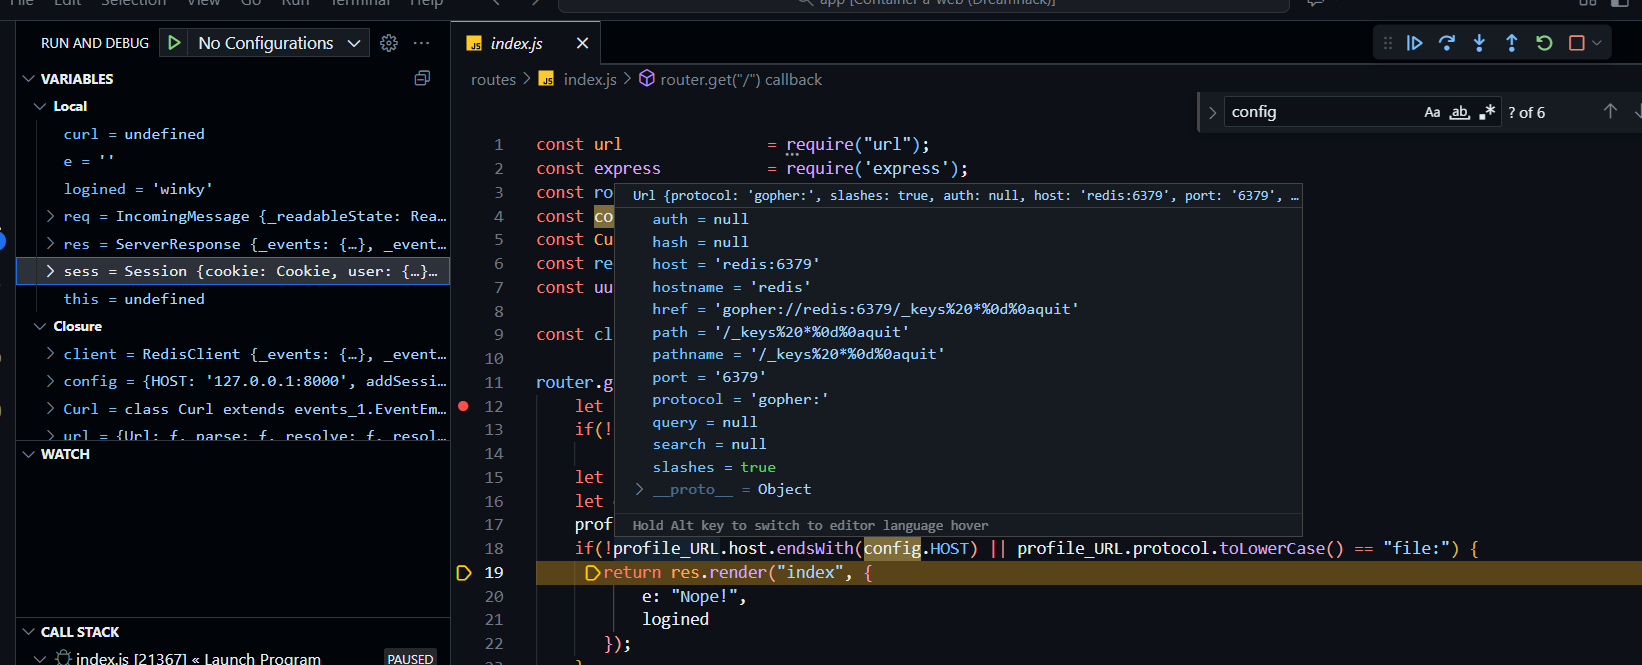 File Edit Selection View Go Run Terminal Help
app [Container a-web (Dreamhack)]
RUN AND DEBUG
No Configurations
VARIABLES
Local
curl = undefined
e = ''
logined = 'winky'
req = IncomingMessage {_readableState: Rea…
res = ServerResponse {_events: {…}, _event…
sess = Session {cookie: Cookie, user: {…}…
this = undefined
Closure
client = RedisClient {_events: {…}, _event…
config = {HOST: '127.0.0.1:8000', addSessi…
Curl = class Curl extends events_1.EventEm…
url = {Url: f, parse: f, resolve: f, resol…
WATCH
CALL STACK
index.js [21367] « Launch Program
PAUSED
JS index.js
routes > JS index.js > router.get("/") callback
config
Aa ab .* ? of 6
1 const url = require("url");
2 const express = require('express');
3 const ro
4 const co
5 const Cu
6 const re
7 const uu
8
9 const cl
10
11 router.g
12 let
13 if(!
14
15 let
16 let
17 prof
18 if(!profile_URL.host.endsWith(config.HOST) || profile_URL.protocol.toLowerCase() == "file:") {
19 return res.render("index", {
20 e: "Nope!",
21 logined
22 });
23 }
Url {protocol: 'gopher:', slashes: true, auth: null, host: 'redis:6379', port: '6379', …
auth = null
hash = null
host = 'redis:6379'
hostname = 'redis'
href = 'gopher://redis:6379/_keys%20*%0d%0aquit'
path = '/_keys%20*%0d%0aquit'
pathname = '/_keys%20*%0d%0aquit'
port = '6379'
protocol = 'gopher:'
query = null
search = null
slashes = true
__proto__ = Object
Hold Alt key to switch to editor language hover